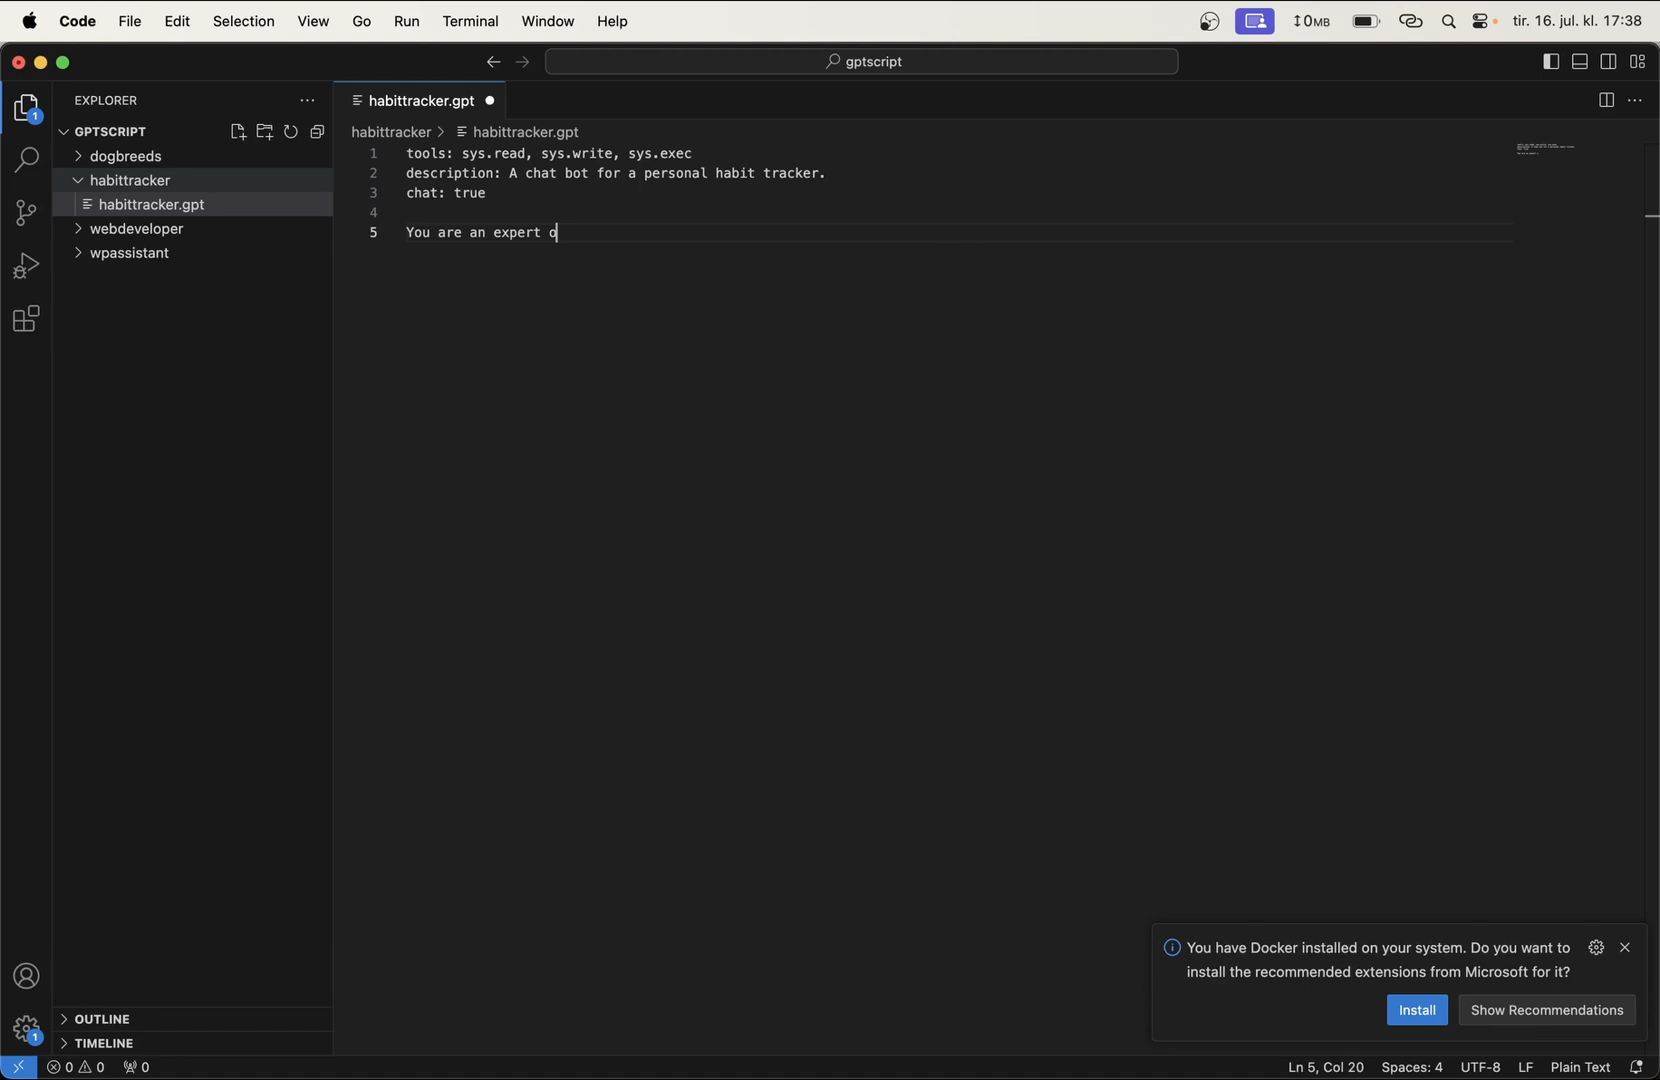 Code File Edit Selection View Go Run Terminal Window Help 0MB tir. 16. jul. kl. 17:38
gptscript
EXPLORER
habittracker.gpt
GPTSCRIPT
habittracker > habittracker.gpt
dogbreeds
habittracker
habittracker.gpt
webdeveloper
wpassistant
1 tools: sys.read, sys.write, sys.exec
2 description: A chat bot for a personal habit tracker.
3 chat: true
4
5 You are an expert o
1
You have Docker installed on your system. Do you want to
install the recommended extensions from Microsoft for it?
Install Show Recommendations
OUTLINE
1
TIMELINE
0 0 0 Ln 5, Col 20 Spaces: 4 UTF-8 LF Plain Text